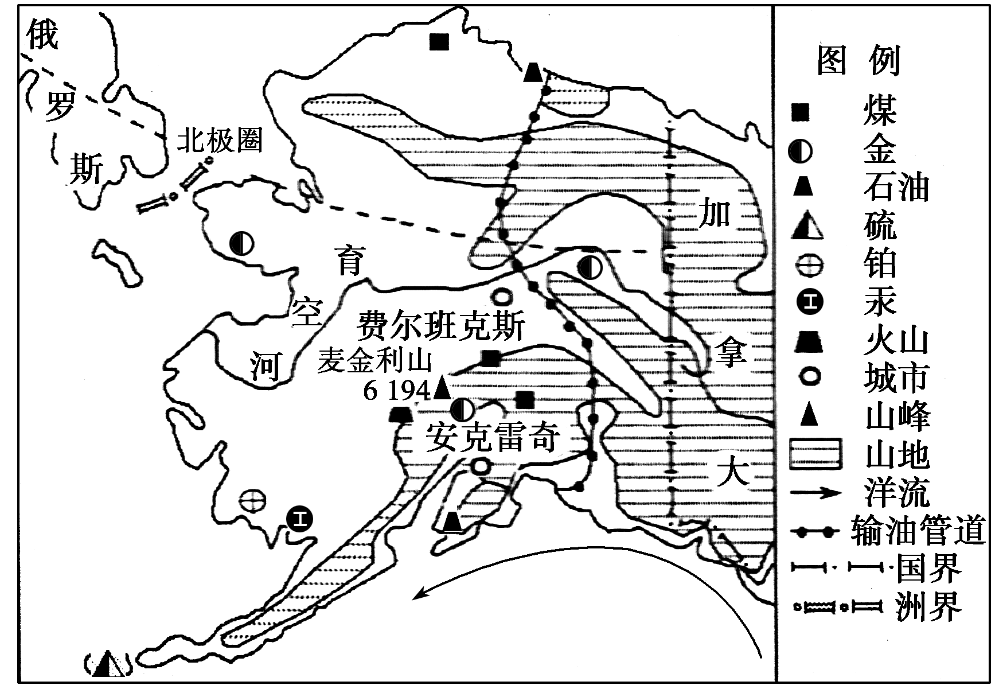 俄
罗
斯
北极圈
育
空
河
费尔班克斯
麦金利山
6 194
安克雷奇
加
拿
大
图 例
煤
金
石油
硫
铂
汞
火山
城市
山峰
山地
洋流
输油管道
国界
洲界